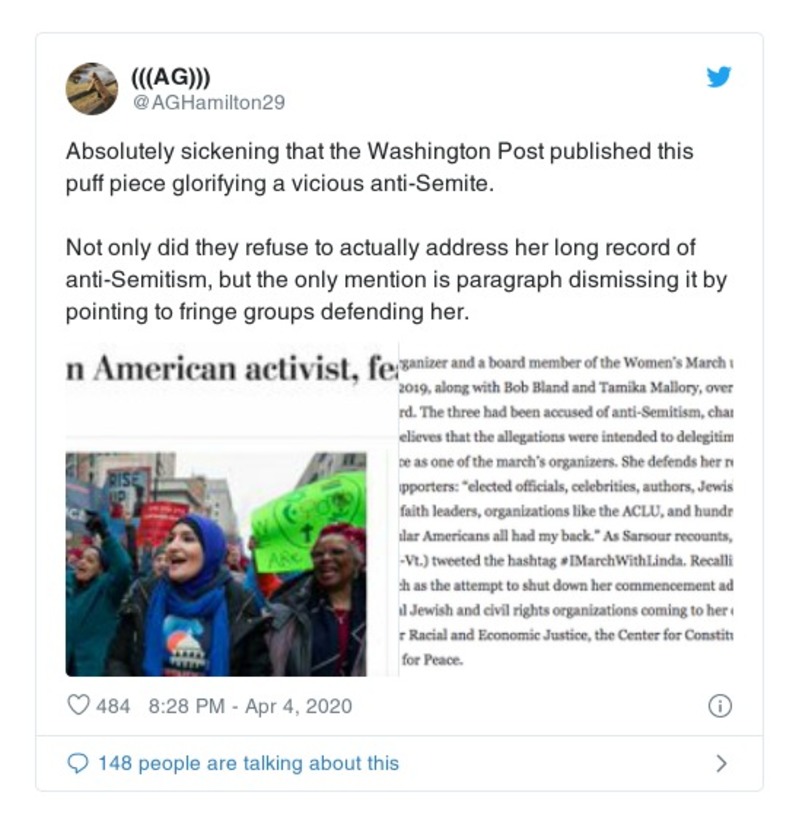 (((AG)))
@AGHamilton29
Absolutely sickening that the Washington Post published this
puff piece glorifying a vicious anti-Semite.
Not only did they refuse to actually address her long record of
anti-Semitism, but the only mention is paragraph dismissing it by
pointing to fringe groups defending her.
n American activist, fe
RISE
UP
ARE
ganizer and a board member of the Women's March
2019, along with Bob Bland and Tamika Mallory, over
rd. The three had been accused of anti-Semitism, char
elieves that the allegations were intended to delegitim
ce as one of the march's organizers. She defends her re
pporters: "elected officials, celebrities, authors, Jewis
faith leaders, organizations like the ACLU, and hundr
lar Americans all had my back." As Sarsour recounts,
-Vt.) tweeted the hashtag #IMarchWithLinda. Recalli
ch as the attempt to shut down her commencement ad
l Jewish and civil rights organizations coming to her
r Racial and Economic Justice, the Center for Constitu
for Peace.
484 8:28 PM - Apr 4, 2020
148 people are talking about this